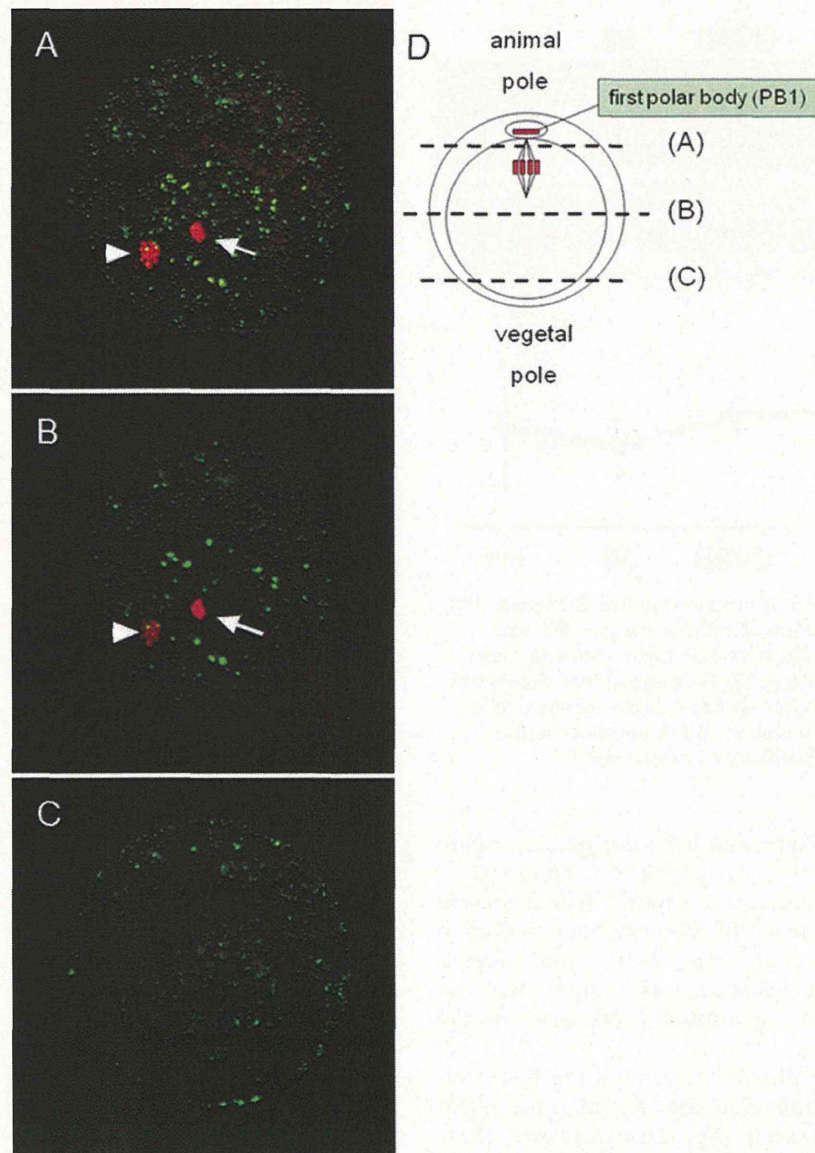 A
B
C
D
animal
pole
first polar body (PB1)
(A)
(B)
(C)
vegetal
pole